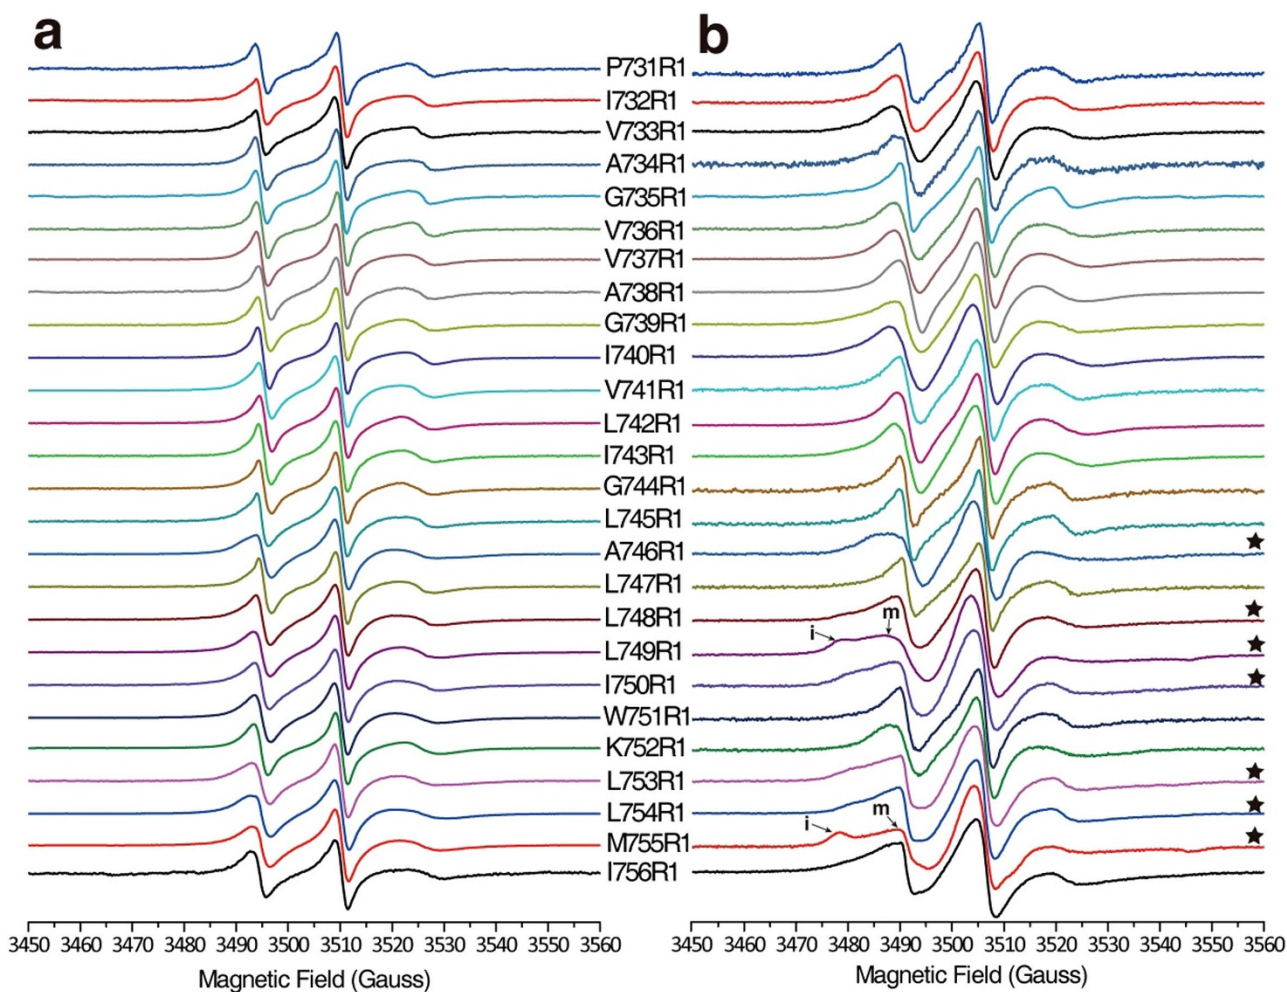 a
b
P731R1
I732R1
V733R1
A734R1
G735R1
V736R1
V737R1
A738R1
G739R1
I740R1
V741R1
L742R1
I743R1
G744R1
L745R1
A746R1
L747R1
L748R1
i m
L749R1
I750R1
W751R1
K752R1
L753R1
L754R1
i m
M755R1
I756R1
3450 3460 3470 3480 3490 3500 3510 3520 3530 3540 3550 3560
Magnetic Field (Gauss)
3450 3460 3470 3480 3490 3500 3510 3520 3530 3540 3550 3560
Magnetic Field (Gauss)